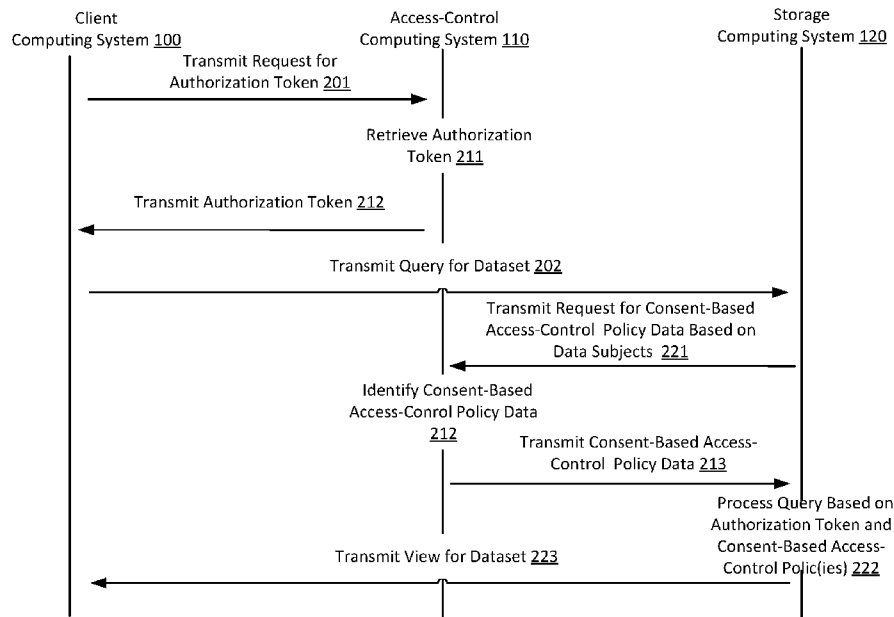 Client
Computing System 100
Access-Control
Computing System 110
Storage
Computing System 120
Transmit Request for
Authorization Token 201
Retrieve Authorization
Token 211
Transmit Authorization Token 212
Transmit Query for Dataset 202
Transmit Request for Consent-Based
Access-Control Policy Data Based on
Data Subjects 221
Identify Consent-Based
Access-Conrol Policy Data
212
Transmit Consent-Based Access-
Control Policy Data 213
Process Query Based on
Authorization Token and
Consent-Based Access-
Control Polic(ies) 222
Transmit View for Dataset 223